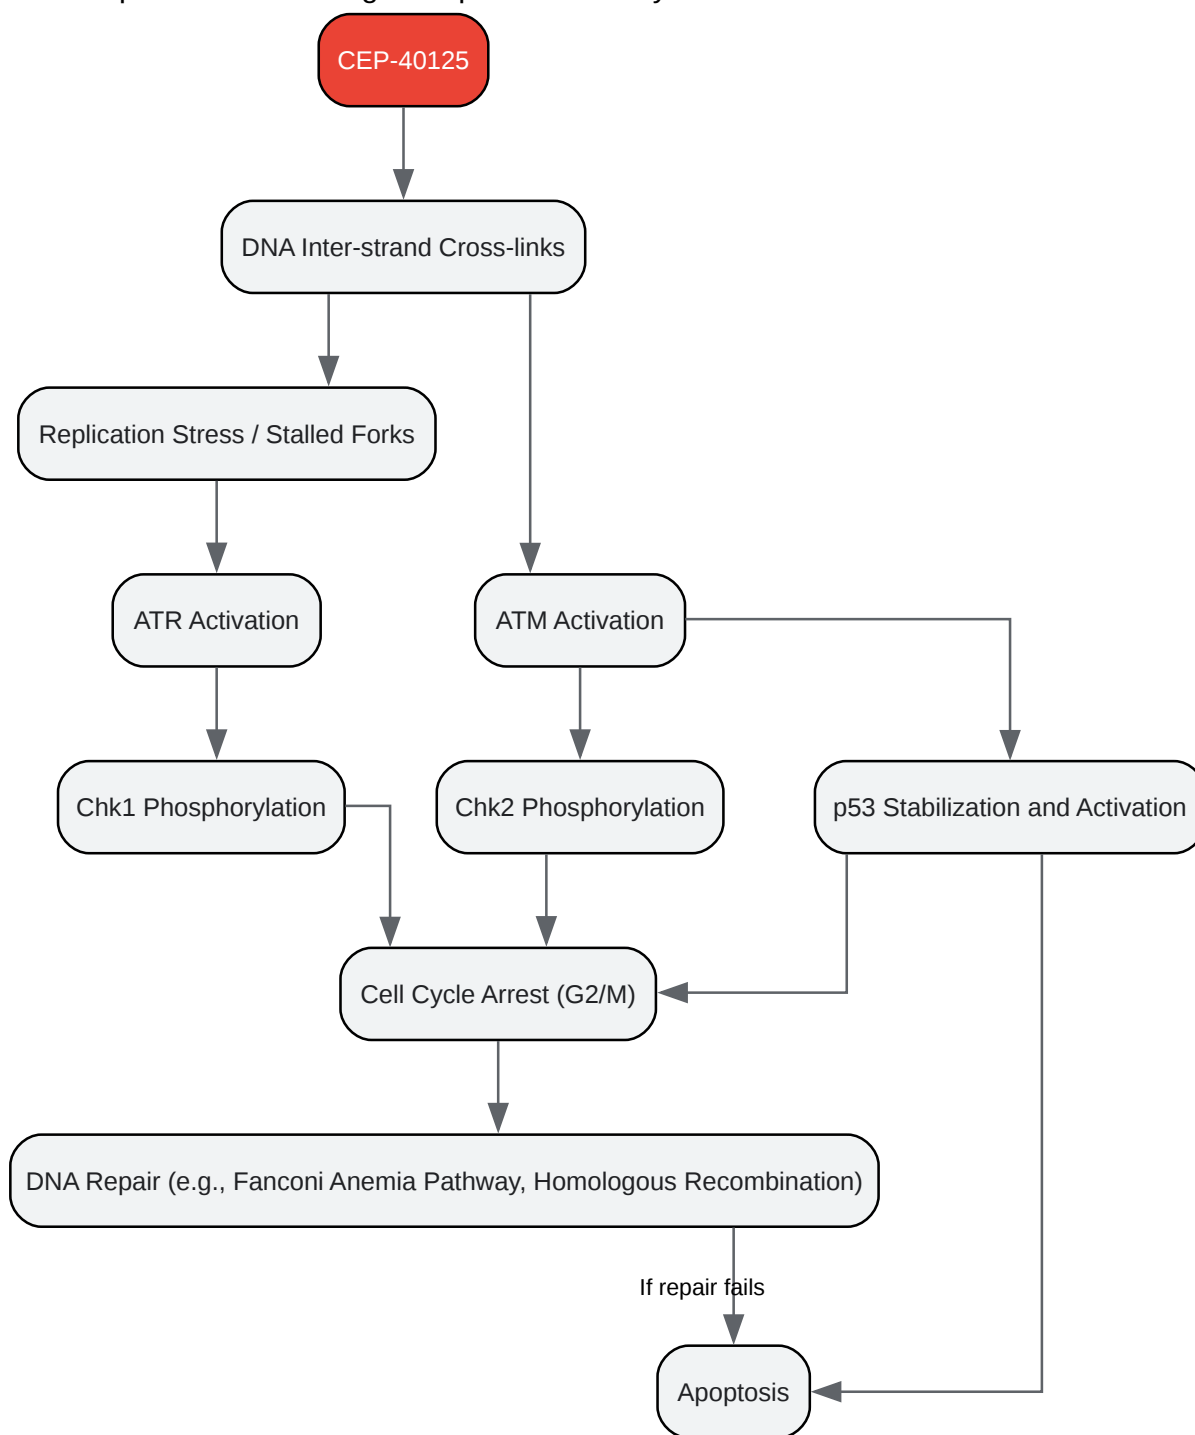 CEP-40125
DNA Inter-strand Cross-links
Replication Stress / Stalled Forks
ATR Activation
ATM Activation
Chk1 Phosphorylation
Chk2 Phosphorylation
p53 Stabilization and Activation
Cell Cycle Arrest (G2/M)
DNA Repair (e.g., Fanconi Anemia Pathway, Homologous Recombination)
If repair fails
Apoptosis